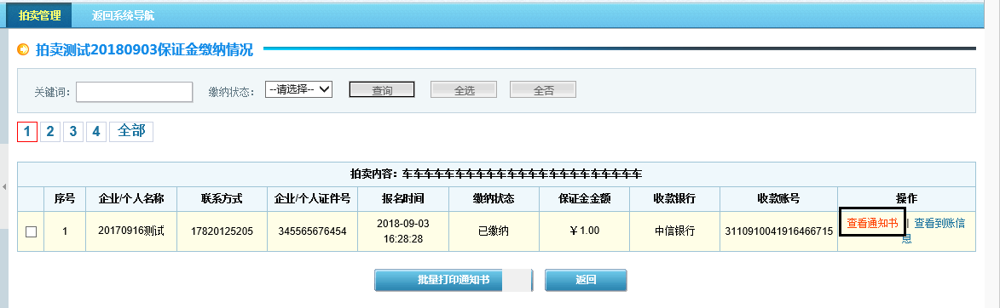 拍卖管理 返回系统导航
拍卖测试20180903保证金缴纳情况
关键词： 缴纳状态： --请选择-- 查询 全选 全否
1 2 3 4 全部
拍卖内容：车车车车车车车车车车车车车车车车车车车车车车车
序号 企业/个人名称 联系方式 企业/个人证件号 报名时间 缴纳状态 保证金金额 收款银行 收款账号 操作
1 20170916测试 17820125205 345565676454 2018-09-03 16:28:28 已缴纳 ￥1.00 中信银行 3110910041916466715 查看通知书 | 查看到账信息
批量打印通知书 返回